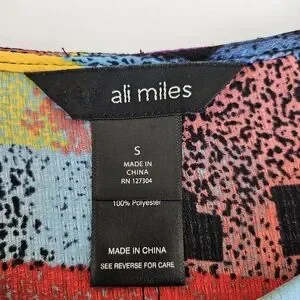 ali miles
S
MADE IN
CHINA
RN 127304
100% Polyester
MADE IN CHINA
SEE REVERSE FOR CARE